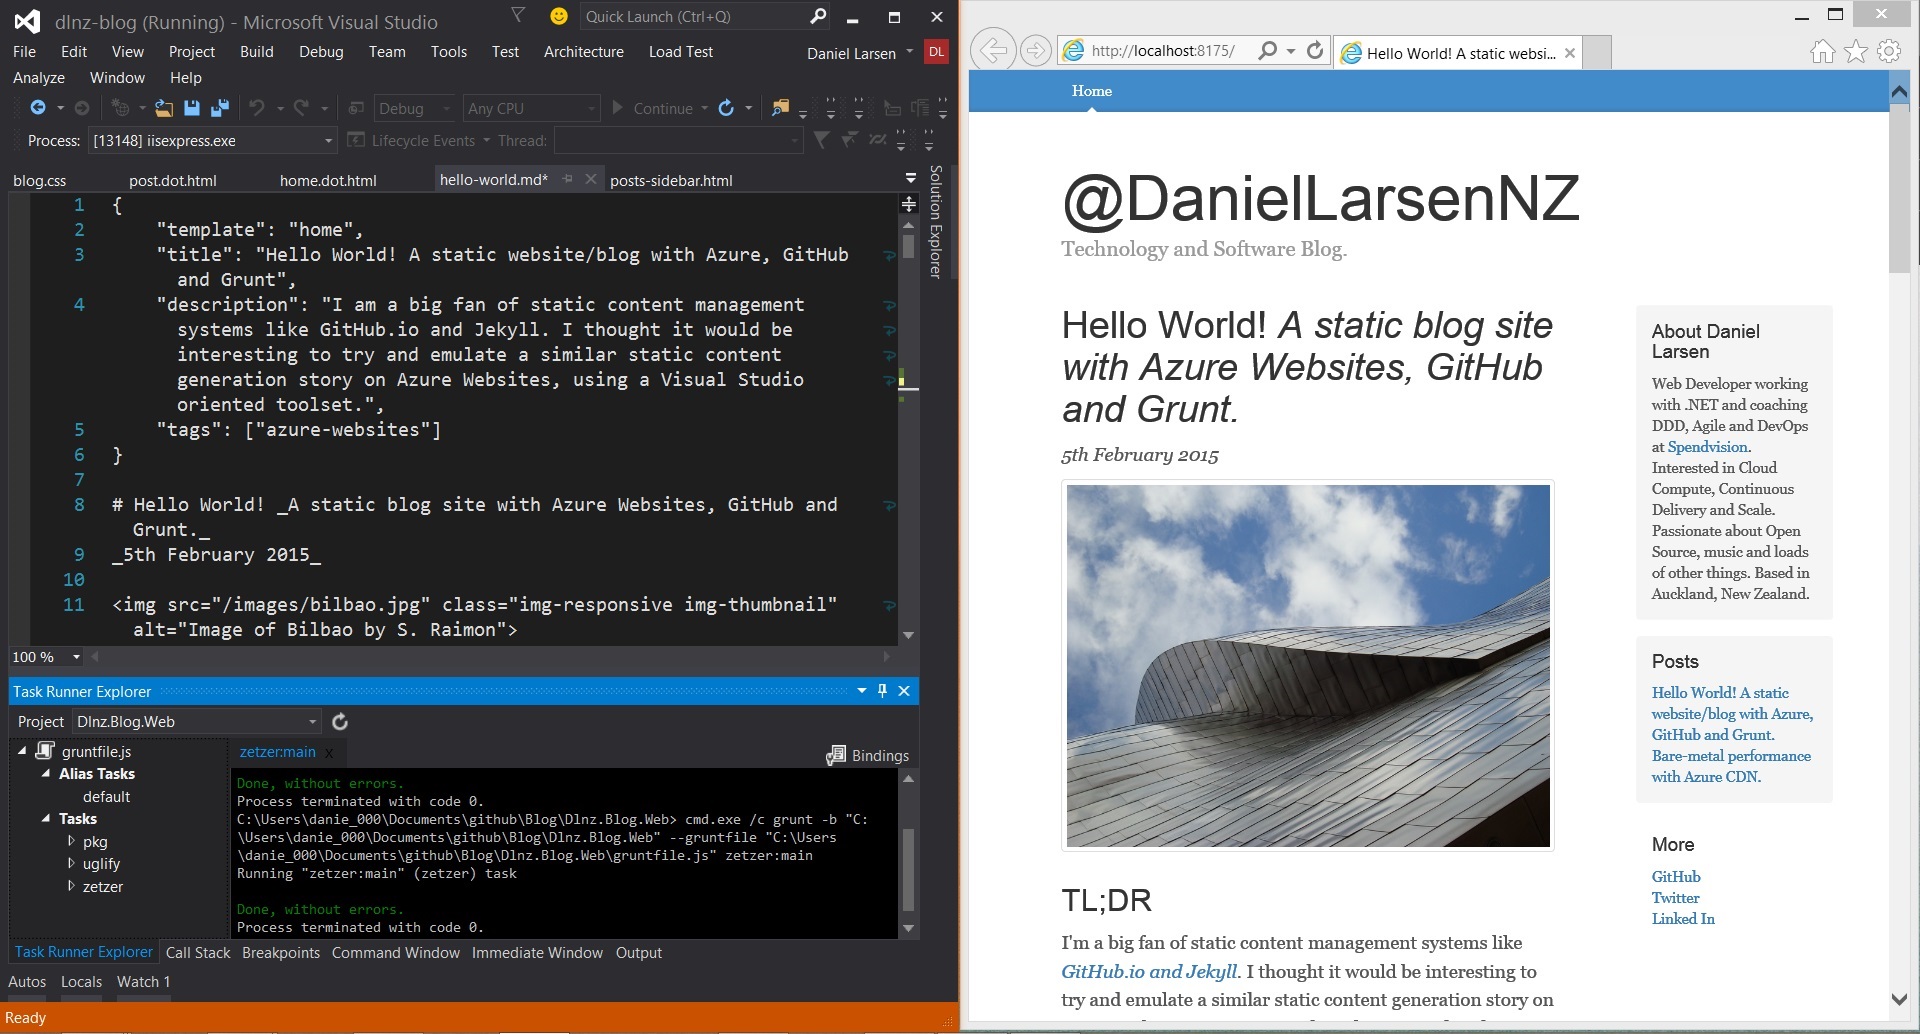 dlnz-blog (Running) - Microsoft Visual Studio
Quick Launch (Ctrl+Q)
File Edit View Project Build Debug Team Tools Test Architecture Load Test
Daniel Larsen DL
Analyze Window Help
Debug Any CPU Continue
Process: [13148] iisexpress.exe Lifecycle Events Thread:
blog.css post.dot.html home.dot.html hello-world.md* posts-sidebar.html
Solution Explorer
1 {
2 "template": "home",
3 "title": "Hello World! A static website/blog with Azure, GitHub
and Grunt",
4 "description": "I am a big fan of static content management
systems like GitHub.io and Jekyll. I thought it would be
interesting to try and emulate a similar static content
generation story on Azure Websites, using a Visual Studio
oriented toolset.",
5 "tags": ["azure-websites"]
6 }
7
8 # Hello World! _A static blog site with Azure Websites, GitHub and
Grunt._
9 _5th February 2015_
10
11 <img src="/images/bilbao.jpg" class="img-responsive img-thumbnail"
alt="Image of Bilbao by S. Raimon">
100 %
Task Runner Explorer
Project Dlnz.Blog.Web
gruntfile.js
Alias Tasks
default
Tasks
pkg
uglify
zetzer
zetzer:main x
Bindings
Done, without errors.
Process terminated with code 0.
C:\Users\danie_000\Documents\github\Blog\Dlnz.Blog.Web> cmd.exe /c grunt -b "C:
\Users\danie_000\Documents\github\Blog\Dlnz.Blog.Web" --gruntfile "C:\Users
\danie_000\Documents\github\Blog\Dlnz.Blog.Web\gruntfile.js" zetzer:main
Running "zetzer:main" (zetzer) task
Done, without errors.
Process terminated with code 0.
Task Runner Explorer Call Stack Breakpoints Command Window Immediate Window Output
Autos Locals Watch 1
Ready
http://localhost:8175/
Hello World! A static websi...
Home
@DanielLarsenNZ
Technology and Software Blog.
Hello World! A static blog site
with Azure Websites, GitHub
and Grunt.
5th February 2015
TL;DR
I'm a big fan of static content management systems like
GitHub.io and Jekyll. I thought it would be interesting to
try and emulate a similar static content generation story on
About Daniel
Larsen
Web Developer working
with .NET and coaching
DDD, Agile and DevOps
at Spendvision.
Interested in Cloud
Compute, Continuous
Delivery and Scale.
Passionate about Open
Source, music and loads
of other things. Based in
Auckland, New Zealand.
Posts
Hello World! A static
website/blog with Azure,
GitHub and Grunt.
Bare-metal performance
with Azure CDN.
More
GitHub
Twitter
Linked In